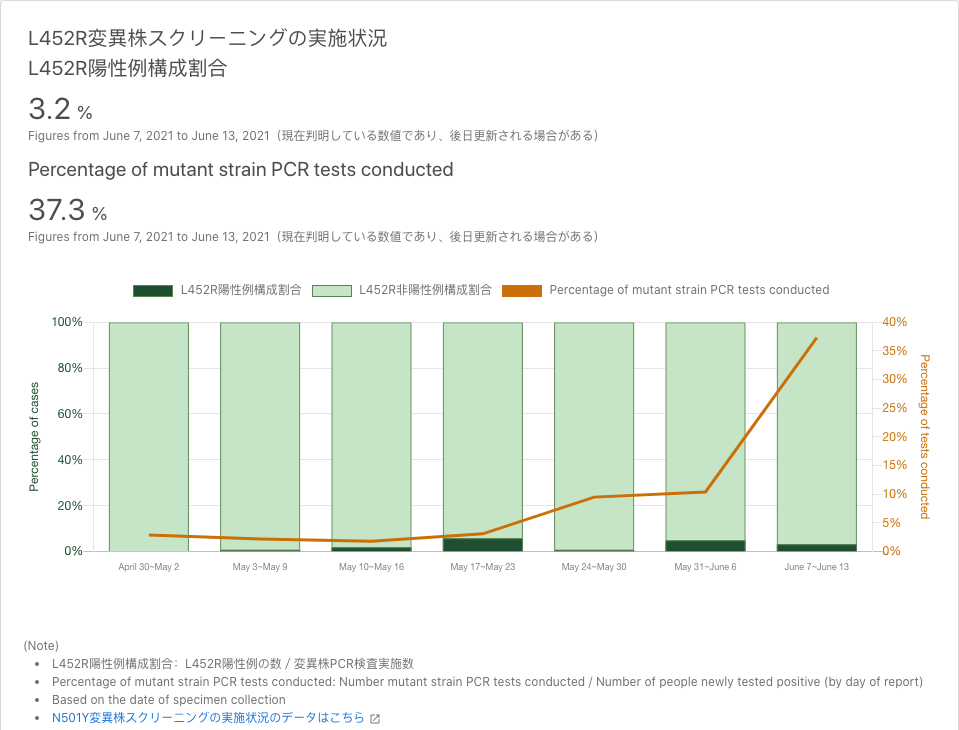 L452R変異株スクリーニングの実施状況
L452R陽性例構成割合
3.2 %
Figures from June 7, 2021 to June 13, 2021（現在判明している数値であり、後日更新される場合がある）
Percentage of mutant strain PCR tests conducted
37.3 %
Figures from June 7, 2021 to June 13, 2021（現在判明している数値であり、後日更新される場合がある）
L452R陽性例構成割合 L452R非陽性例構成割合 Percentage of mutant strain PCR tests conducted
100%
80%
60%
40%
20%
0%
Percentage of cases
40%
35%
30%
25%
20%
15%
10%
5%
0%
Percentage of tests conducted
April 30~May 2 May 3~May 9 May 10~May 16 May 17~May 23 May 24~May 30 May 31~June 6 June 7~June 13
(Note)
• L452R陽性例構成割合：L452R陽性例の数 / 変異株PCR検査実施数
• Percentage of mutant strain PCR tests conducted: Number mutant strain PCR tests conducted / Number of people newly tested positive (by day of report)
• Based on the date of specimen collection
• N501Y変異株スクリーニングの実施状況のデータはこちら